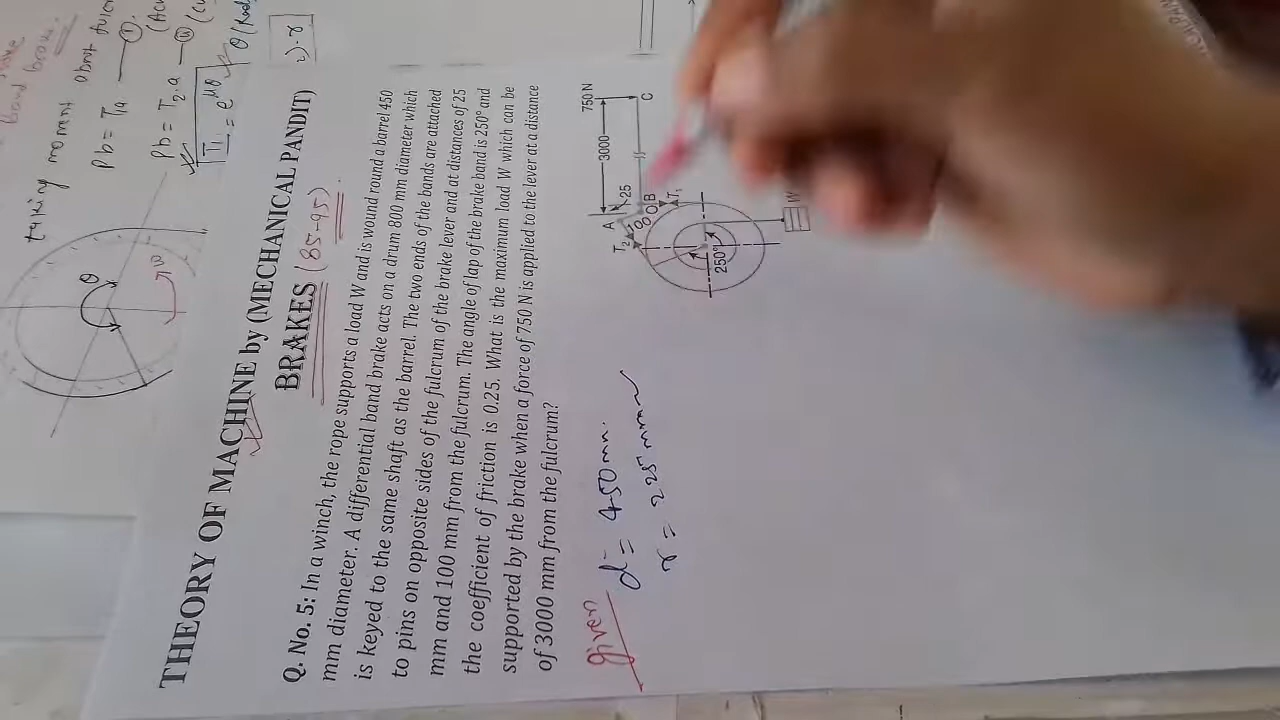 taking moment about
Pb = T1a — ①
Pb = T2.a — ⑪
T1 = e^μθ
θ
θ
THEORY OF MACHINE by (MECHANICAL PANDIT)
BRAKES (85-95)
Q. No. 5: In a winch, the rope supports a load W and is wound round a barrel 450
mm diameter. A differential band brake acts on a drum 800 mm diameter which
is keyed to the same shaft as the barrel. The two ends of the bands are attached
to pins on opposite sides of the fulcrum of the brake lever and at distances of 25
mm and 100 mm from the fulcrum. The angle of lap of the brake band is 250° and
the coefficient of friction is 0.25. What is the maximum load W which can be
supported by the brake when a force of 750 N is applied to the lever at a distance
of 3000 mm from the fulcrum?
given
d = 450 mm.
r = 225 mm
750 N
3000
C
25
A
100
O
B
T2
T1
250°
W